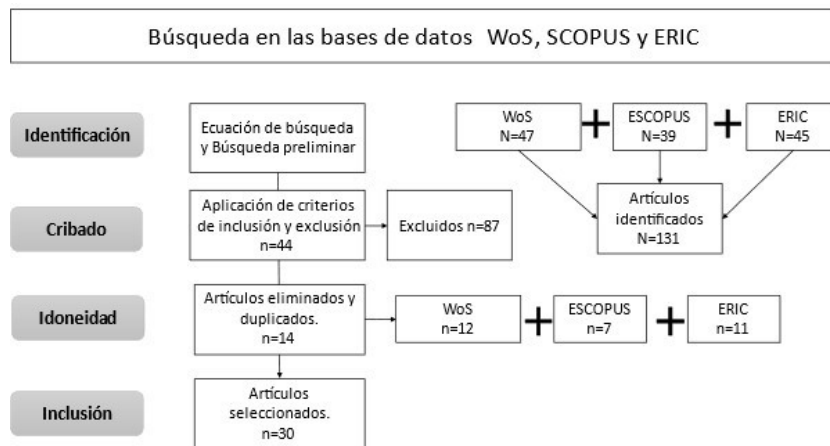 Búsqueda en las bases de datos WoS, SCOPUS y ERIC
Identificación
Ecuación de búsqueda
y Búsqueda preliminar
WoS
N=47
+
ESCOPUS
N=39
+
ERIC
N=45
Artículos
identificados
N=131
Cribado
Aplicación de criterios
de inclusión y exclusión
n=44
Excluidos n=87
Idoneidad
Artículos eliminados y
duplicados.
n=14
WoS
n=12
+
ESCOPUS
n=7
+
ERIC
n=11
Inclusión
Artículos
seleccionados.
n=30